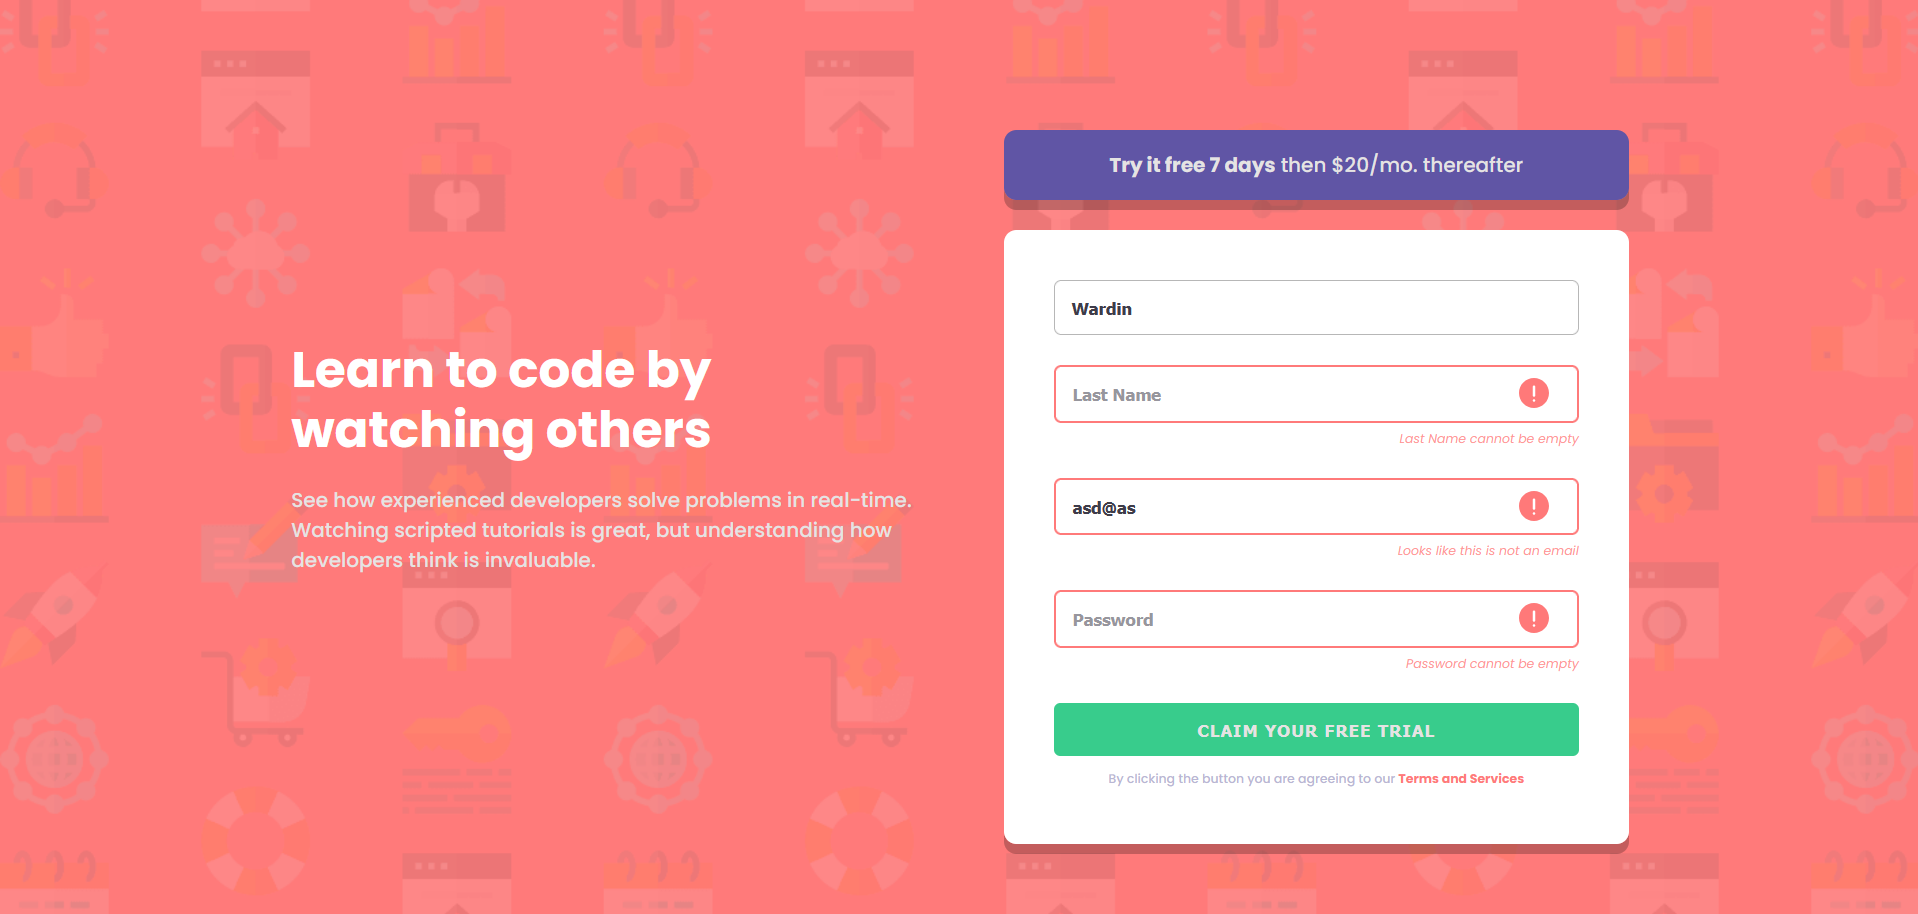 Learn to code by
watching others
See how experienced developers solve problems in real-time.
Watching scripted tutorials is great, but understanding how
developers think is invaluable.
Try it free 7 days then $20/mo. thereafter
Wardin
Last Name
Last Name cannot be empty
asd@as
Looks like this is not an email
Password
Password cannot be empty
CLAIM YOUR FREE TRIAL
By clicking the button you are agreeing to our Terms and Services